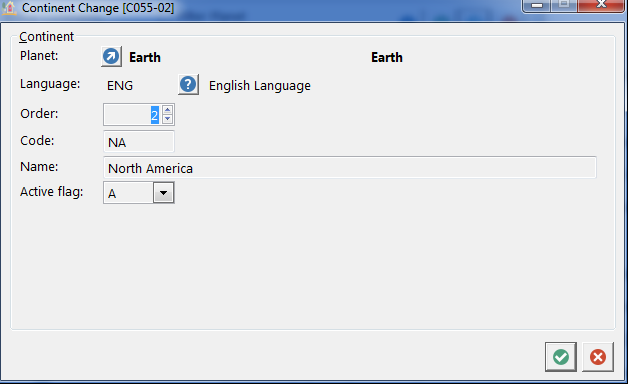 Continent Change [C055-02]
Continent
Planet: Earth Earth
Language: ENG ? English Language
Order: 2
Code: NA
Name: North America
Active flag: A